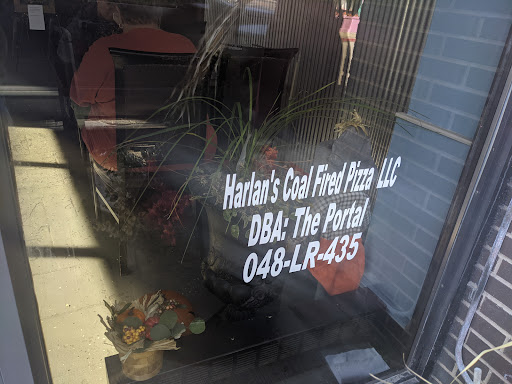 Harlan's Coal Fired Pizza LLC
DBA: The Portal
048-LR-435